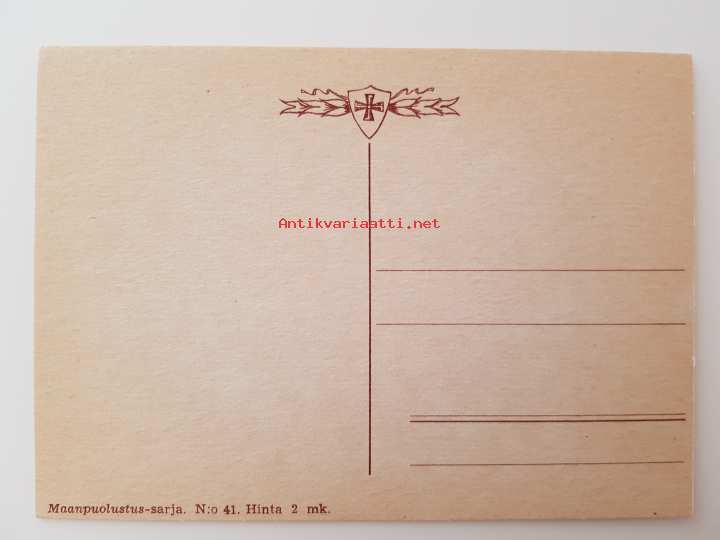 Antikvariaatti.net
Maanpuolustus-sarja. N:o 41. Hinta 2 mk.